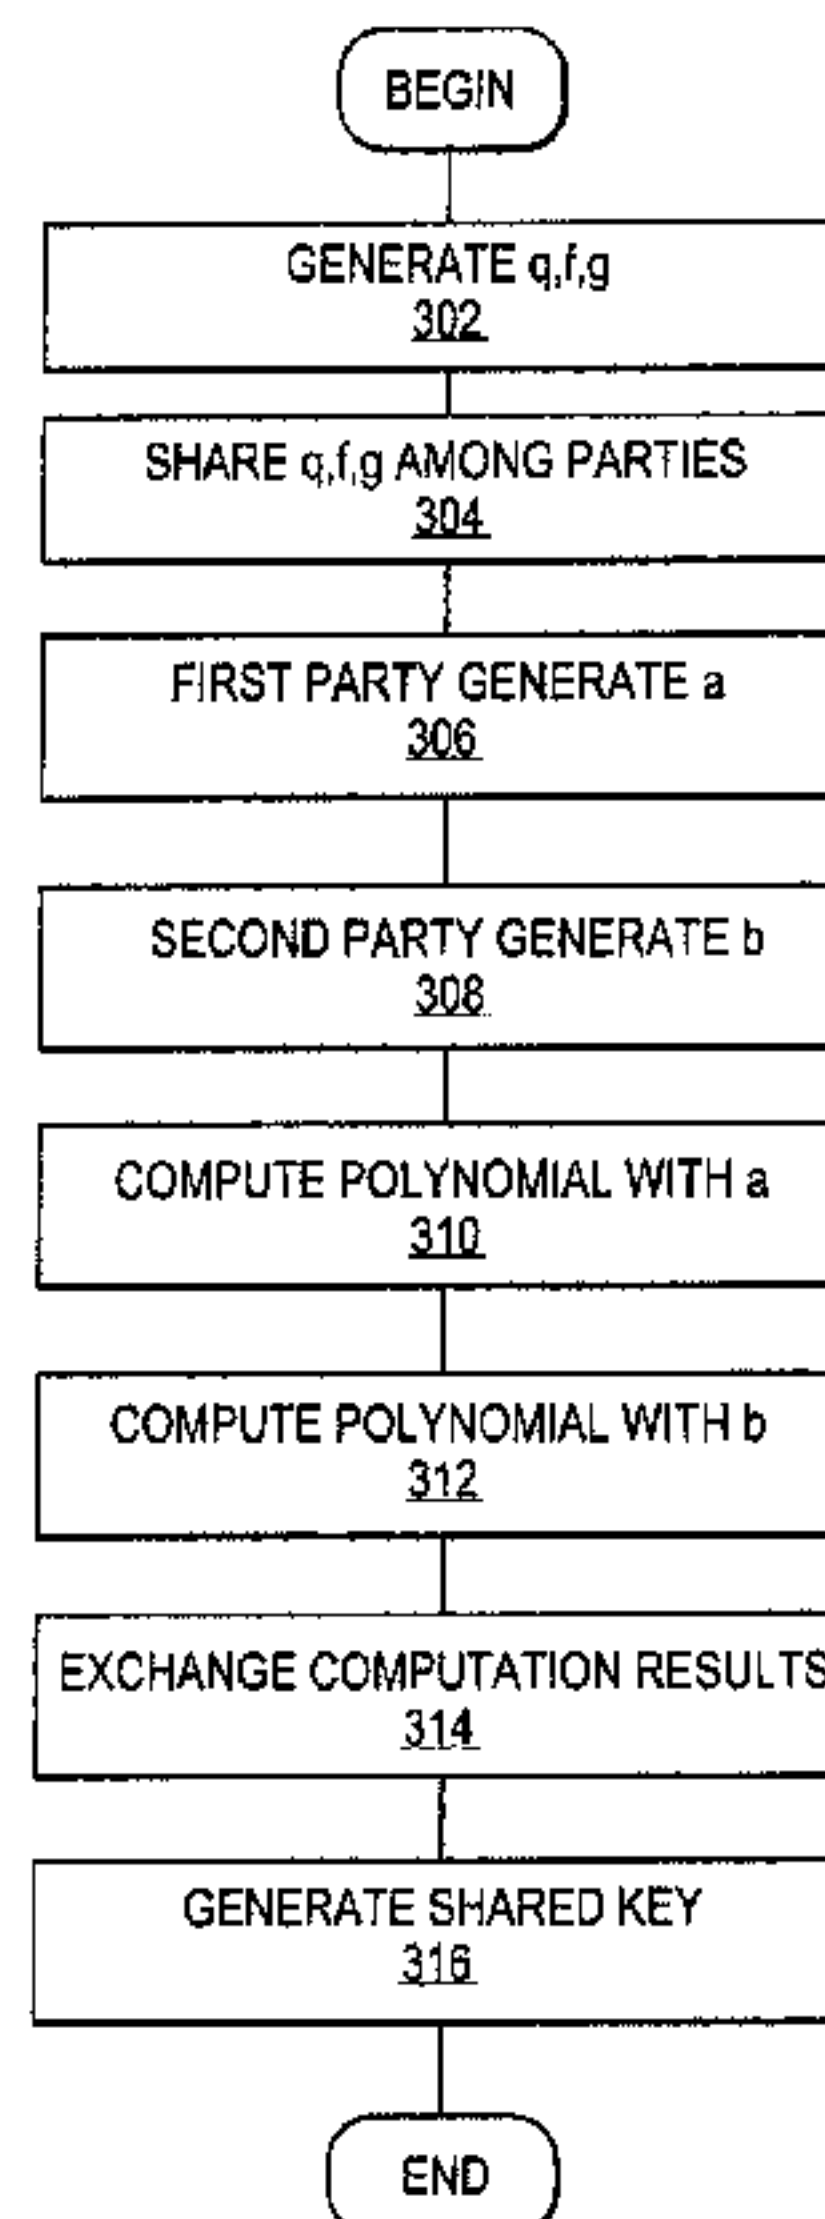 BEGIN
GENERATE q,f,g
302
SHARE q,f,g AMONG PARTIES
304
FIRST PARTY GENERATE a
306
SECOND PARTY GENERATE b
308
COMPUTE POLYNOMIAL WITH a
310
COMPUTE POLYNOMIAL WITH b
312
EXCHANGE COMPUTATION RESULTS
314
GENERATE SHARED KEY
316
END